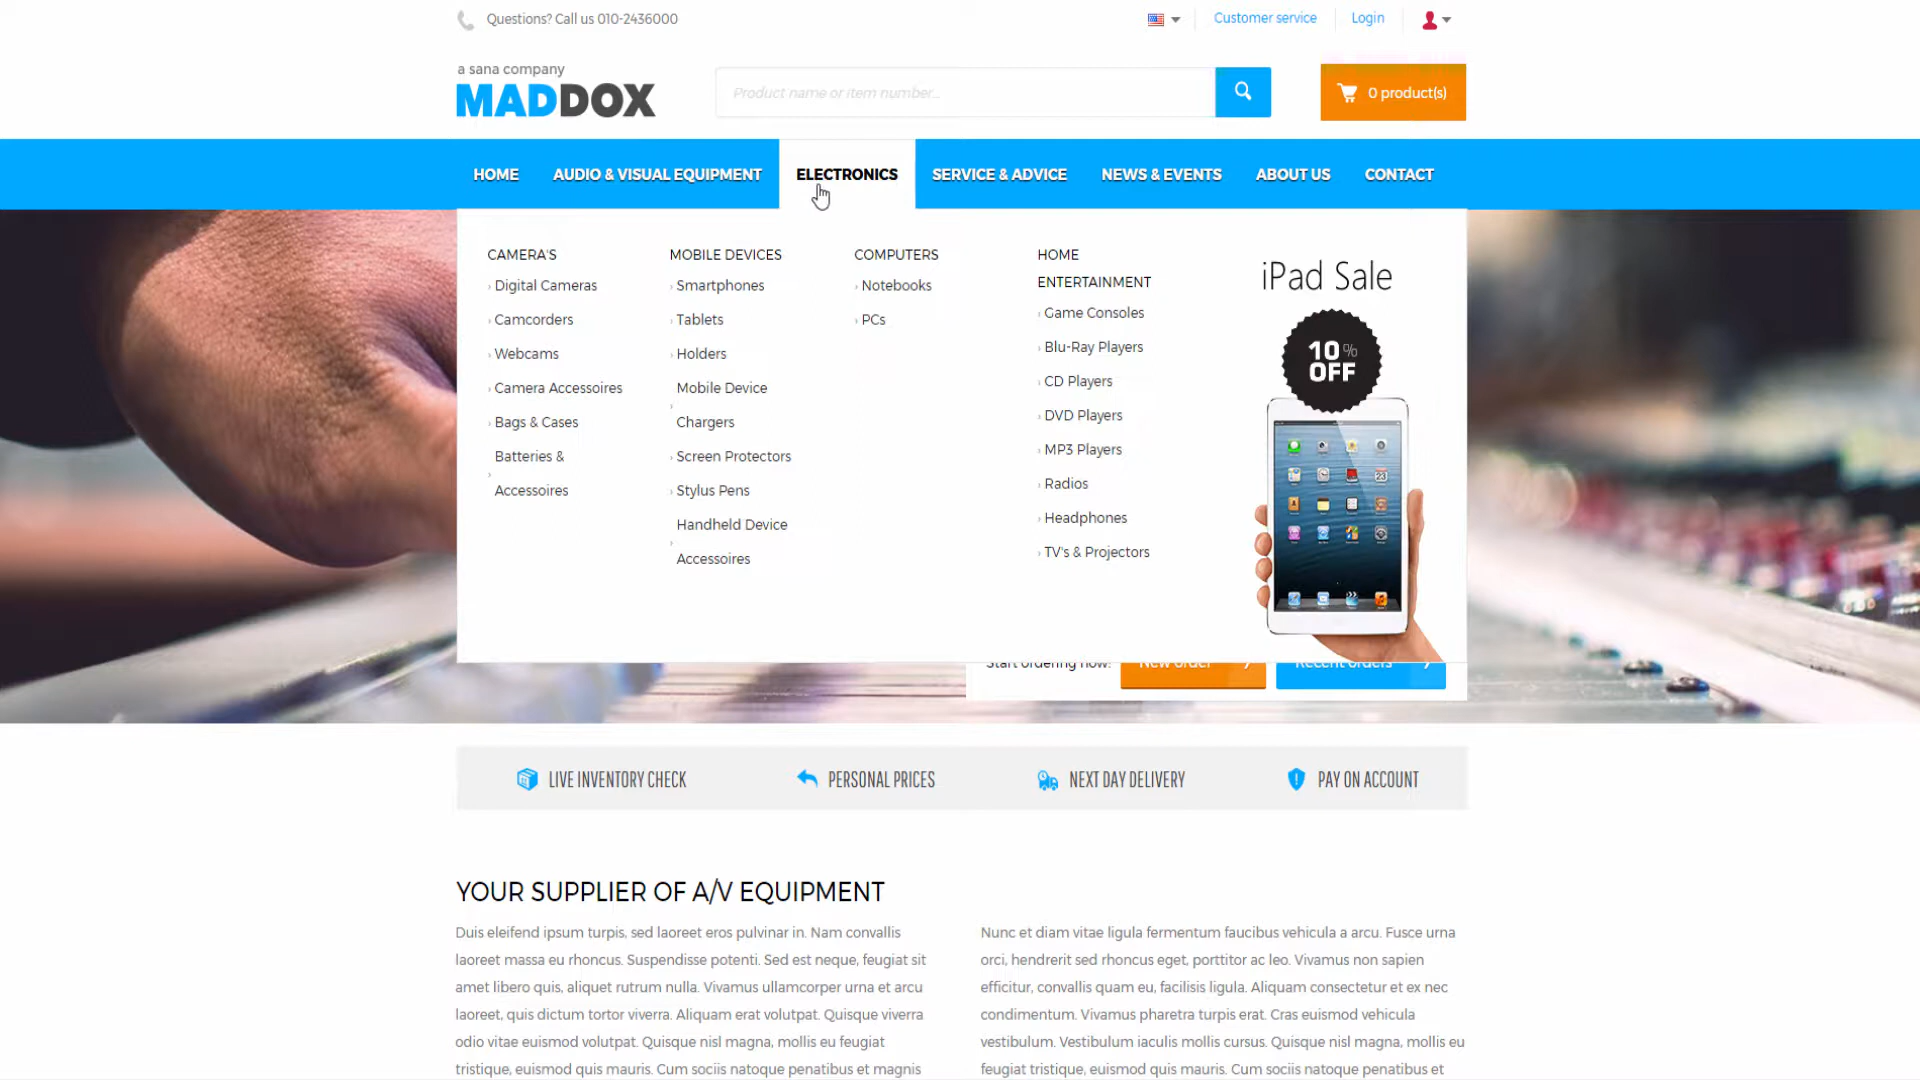 Questions? Call us 010-2436000
Customer service
Login
a sana company
MADDOX
Product name or item number...
0 product(s)
HOME
AUDIO & VISUAL EQUIPMENT
ELECTRONICS
SERVICE & ADVICE
NEWS & EVENTS
ABOUT US
CONTACT
CAMERA'S
› Digital Cameras
› Camcorders
› Webcams
› Camera Accessoires
› Bags & Cases
› Batteries &
Accessoires
MOBILE DEVICES
› Smartphones
› Tablets
› Holders
› Mobile Device
Chargers
› Screen Protectors
› Stylus Pens
› Handheld Device
Accessoires
COMPUTERS
› Notebooks
› PCs
HOME
ENTERTAINMENT
› Game Consoles
› Blu-Ray Players
› CD Players
› DVD Players
› MP3 Players
› Radios
› Headphones
› TV's & Projectors
iPad Sale
10%
OFF
Start ordering now:
New order
Recent orders
LIVE INVENTORY CHECK
PERSONAL PRICES
NEXT DAY DELIVERY
PAY ON ACCOUNT
YOUR SUPPLIER OF A/V EQUIPMENT
Duis eleifend ipsum turpis, sed laoreet eros pulvinar in. Nam convallis
laoreet massa eu rhoncus. Suspendisse potenti. Sed est neque, feugiat sit
amet libero quis, aliquet rutrum nulla. Vivamus ullamcorper urna et arcu
laoreet, quis dictum tortor viverra. Aliquam erat volutpat. Quisque viverra
odio vitae euismod volutpat. Quisque nisl magna, mollis eu feugiat
tristique, euismod quis mauris. Cum sociis natoque penatibus et magnis
Nunc et diam vitae ligula fermentum faucibus vehicula a arcu. Fusce urna
orci, hendrerit sed rhoncus eget, porttitor ac leo. Vivamus non sapien
efficitur, convallis quam eu, facilisis ligula. Aliquam consectetur et ex nec
condimentum. Vivamus pharetra turpis erat. Cras euismod vehicula
vestibulum. Vestibulum iaculis mollis cursus. Quisque nisl magna, mollis eu
feugiat tristique, euismod quis mauris. Cum sociis natoque penatibus et